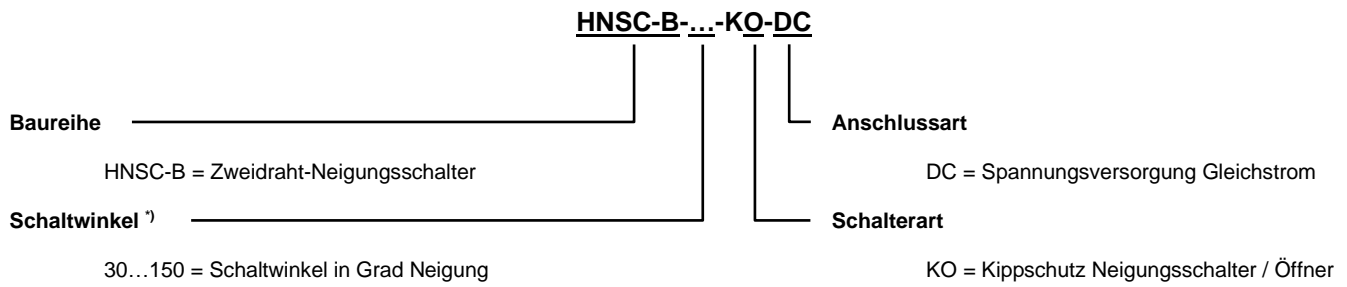 HNSC-B-…-KO-DC
Baureihe
HNSC-B = Zweidraht-Neigungsschalter
Schaltwinkel *)
30…150 = Schaltwinkel in Grad Neigung
Anschlussart
DC = Spannungsversorgung Gleichstrom
Schalterart
KO = Kippschutz Neigungsschalter / Öffner